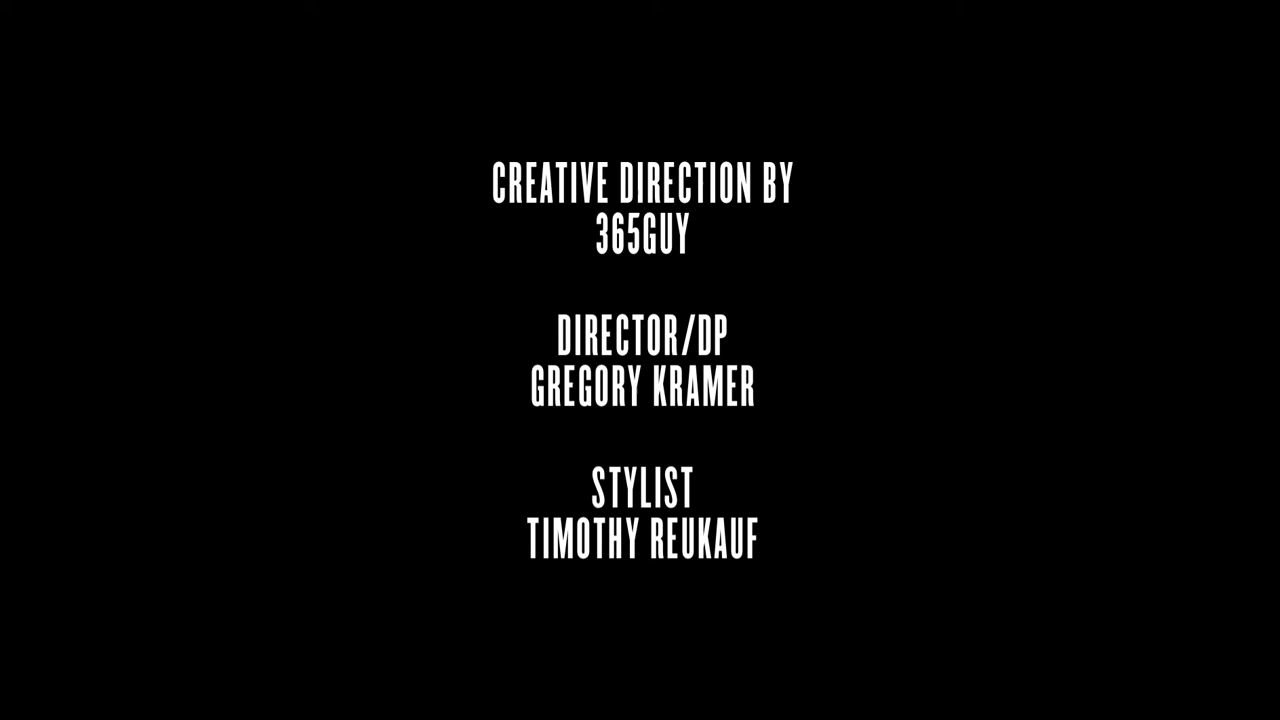 CREATIVE DIRECTION BY
365GUY
DIRECTOR/DP
GREGORY KRAMER
STYLIST
TIMOTHY REUKAUF